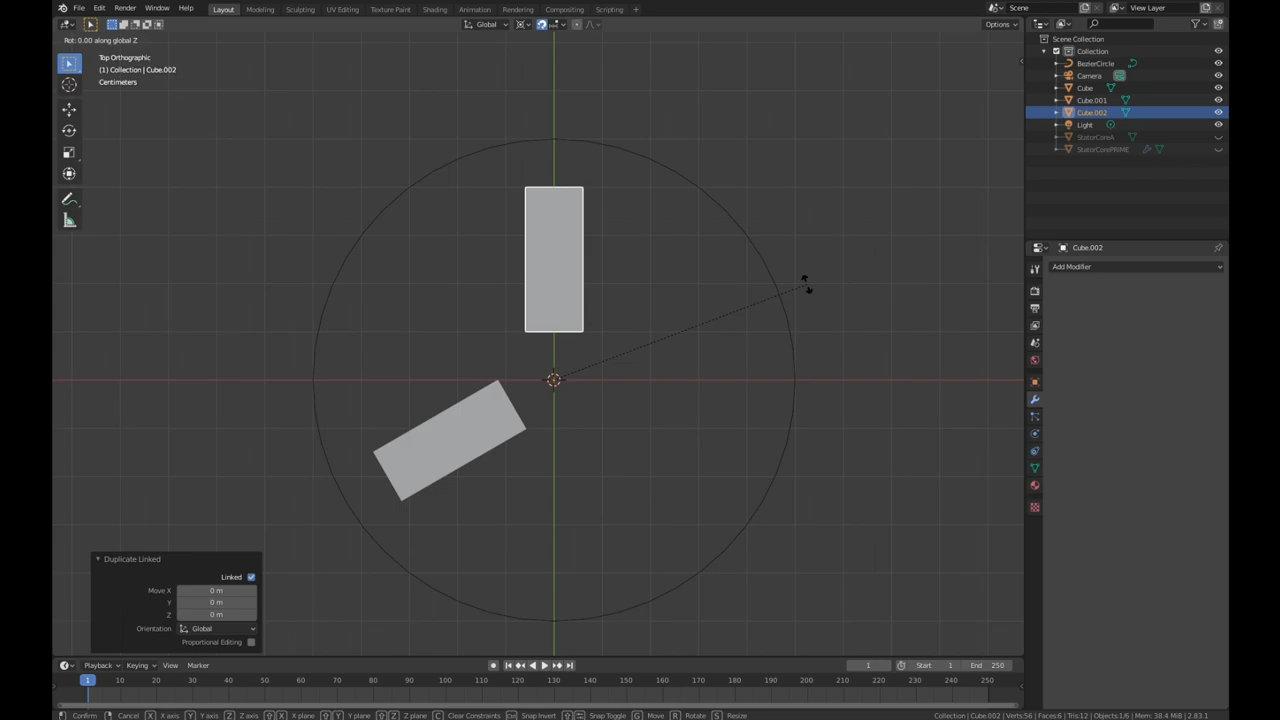 File Edit Render Window Help Layout Modeling Sculpting UV Editing Texture Paint Shading Animation Rendering Compositing Scripting + Scene View Layer
Global Options
Rot: 0.00 along global Z
Top Orthographic
(1) Collection | Cube.002
Centimeters
Scene Collection
Collection
BezierCircle
Camera
Cube
Cube.001
Cube.002
Light
StatorCoreA
StatorCorePRIME
Cube.002
Add Modifier
Duplicate Linked
Linked
Move X 0 m
Y 0 m
Z 0 m
Orientation Global
Proportional Editing
Playback Keying View Marker 1 Start 1 End 250
1 10 20 30 40 50 60 70 80 90 100 110 120 130 140 150 160 170 180 190 200 210 220 230 240 250
Confirm Cancel X X axis Y Y axis Z Z axis X X plane Y Y plane Z Z plane C Clear Constraints Snap Invert Snap Toggle G Move R Rotate S Resize Collection | Cube.002 | Verts:56 | Faces:6 | Tris:12 | Objects:1/6 | Mem: 38.4 MiB | 2.83.1